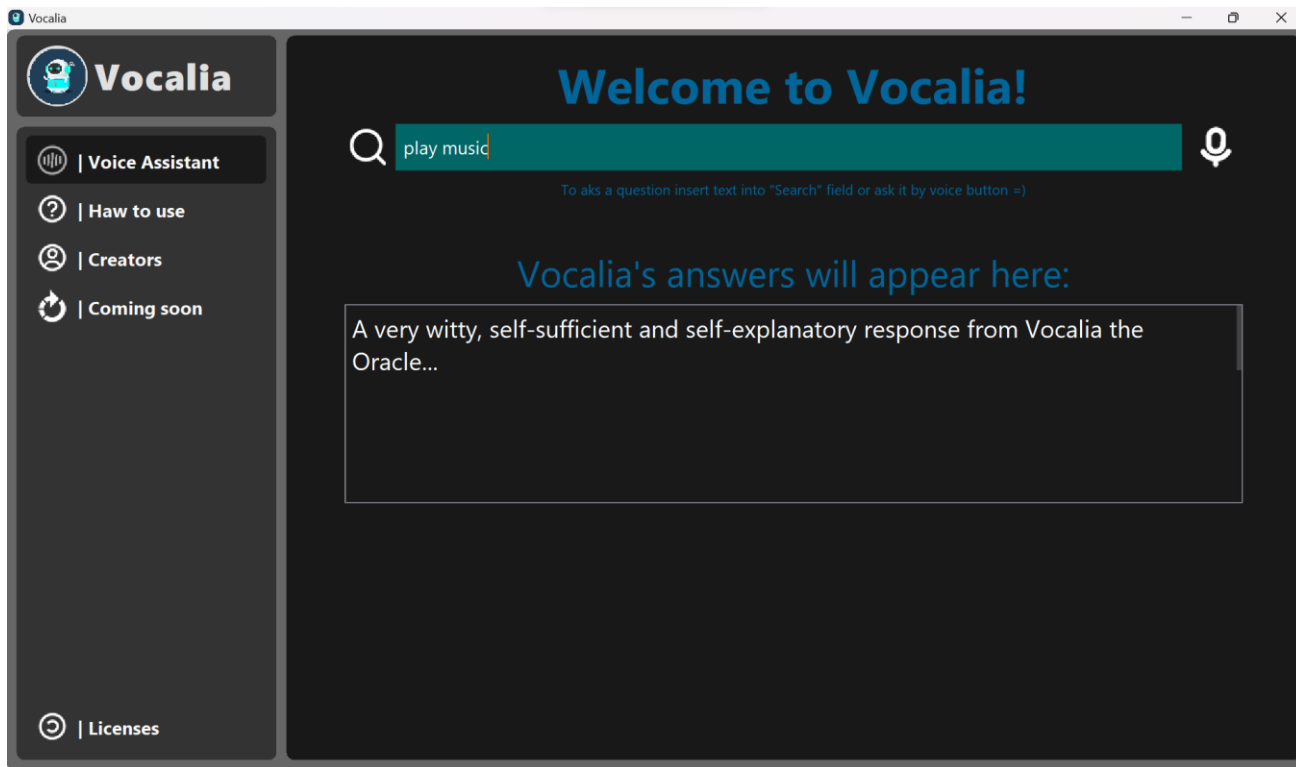 Vocalia
Vocalia
| Voice Assistant
| Haw to use
| Creators
| Coming soon
| Licenses
Welcome to Vocalia!
play music
To aks a question insert text into "Search" field or ask it by voice button =)
Vocalia's answers will appear here:
A very witty, self-sufficient and self-explanatory response from Vocalia the
Oracle...